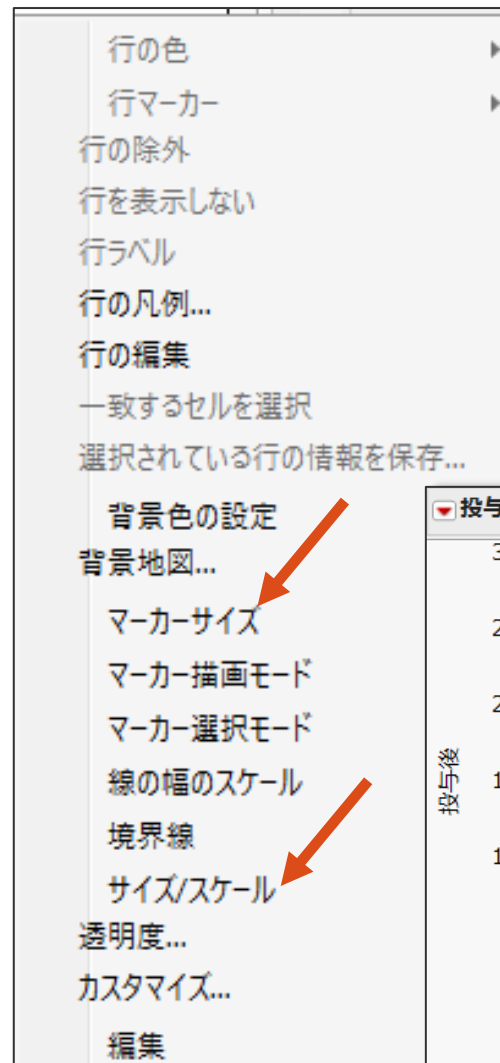 行の色
行マーカー
行の除外
行を表示しない
行ラベル
行の凡例...
行の編集
一致するセルを選択
選択されている行の情報を保存...
背景色の設定
背景地図...
マーカーサイズ
マーカー描画モード
マーカー選択モード
線の幅のスケール
境界線
サイズ/スケール
透明度...
カスタマイズ...
編集
投与
3
2
2
1
1
投与後